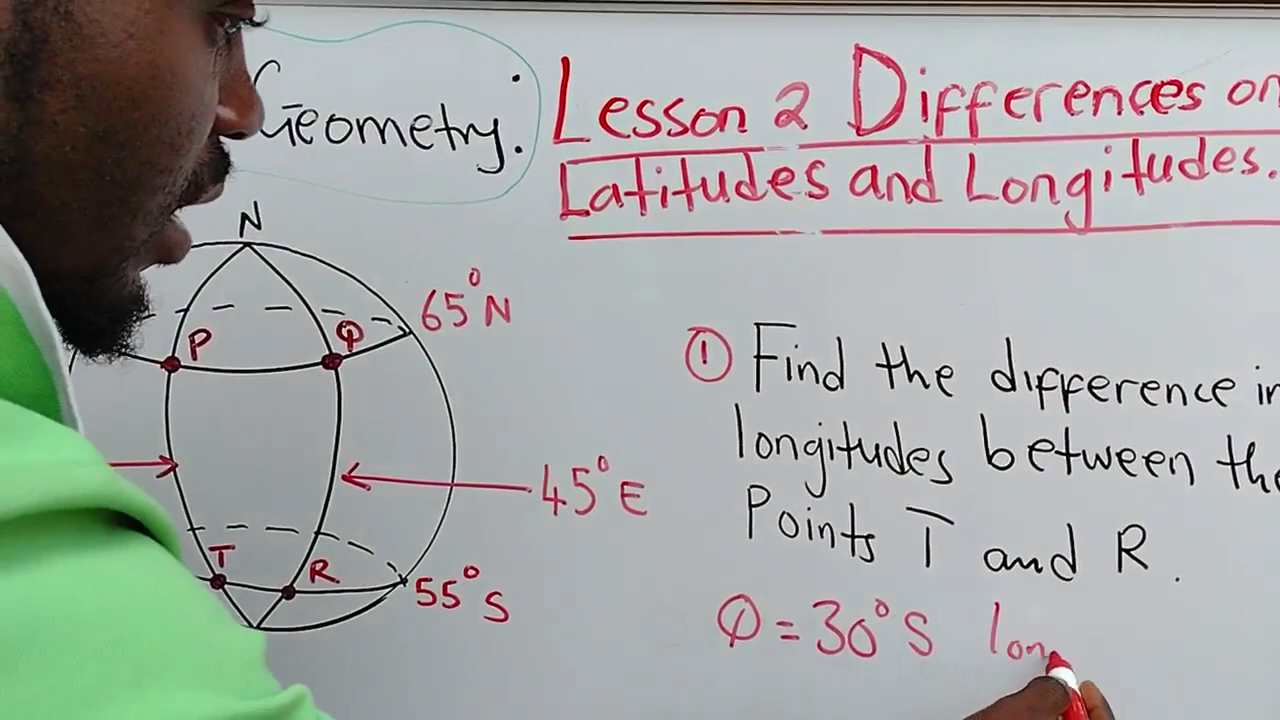 Geometry:
Lesson 2 Differences on
Latitudes and Longitudes.
N
65°N
P
Q
① Find the difference in
longitudes between the
Points T and R.
45°E
T
R
55°S
Φ = 30°S lon